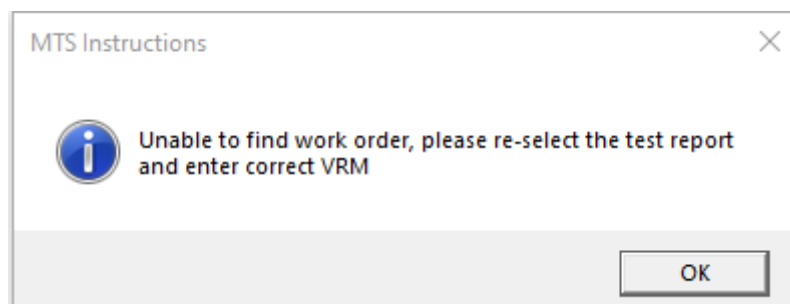 MTS Instructions
Unable to find work order, please re-select the test report
and enter correct VRM
OK